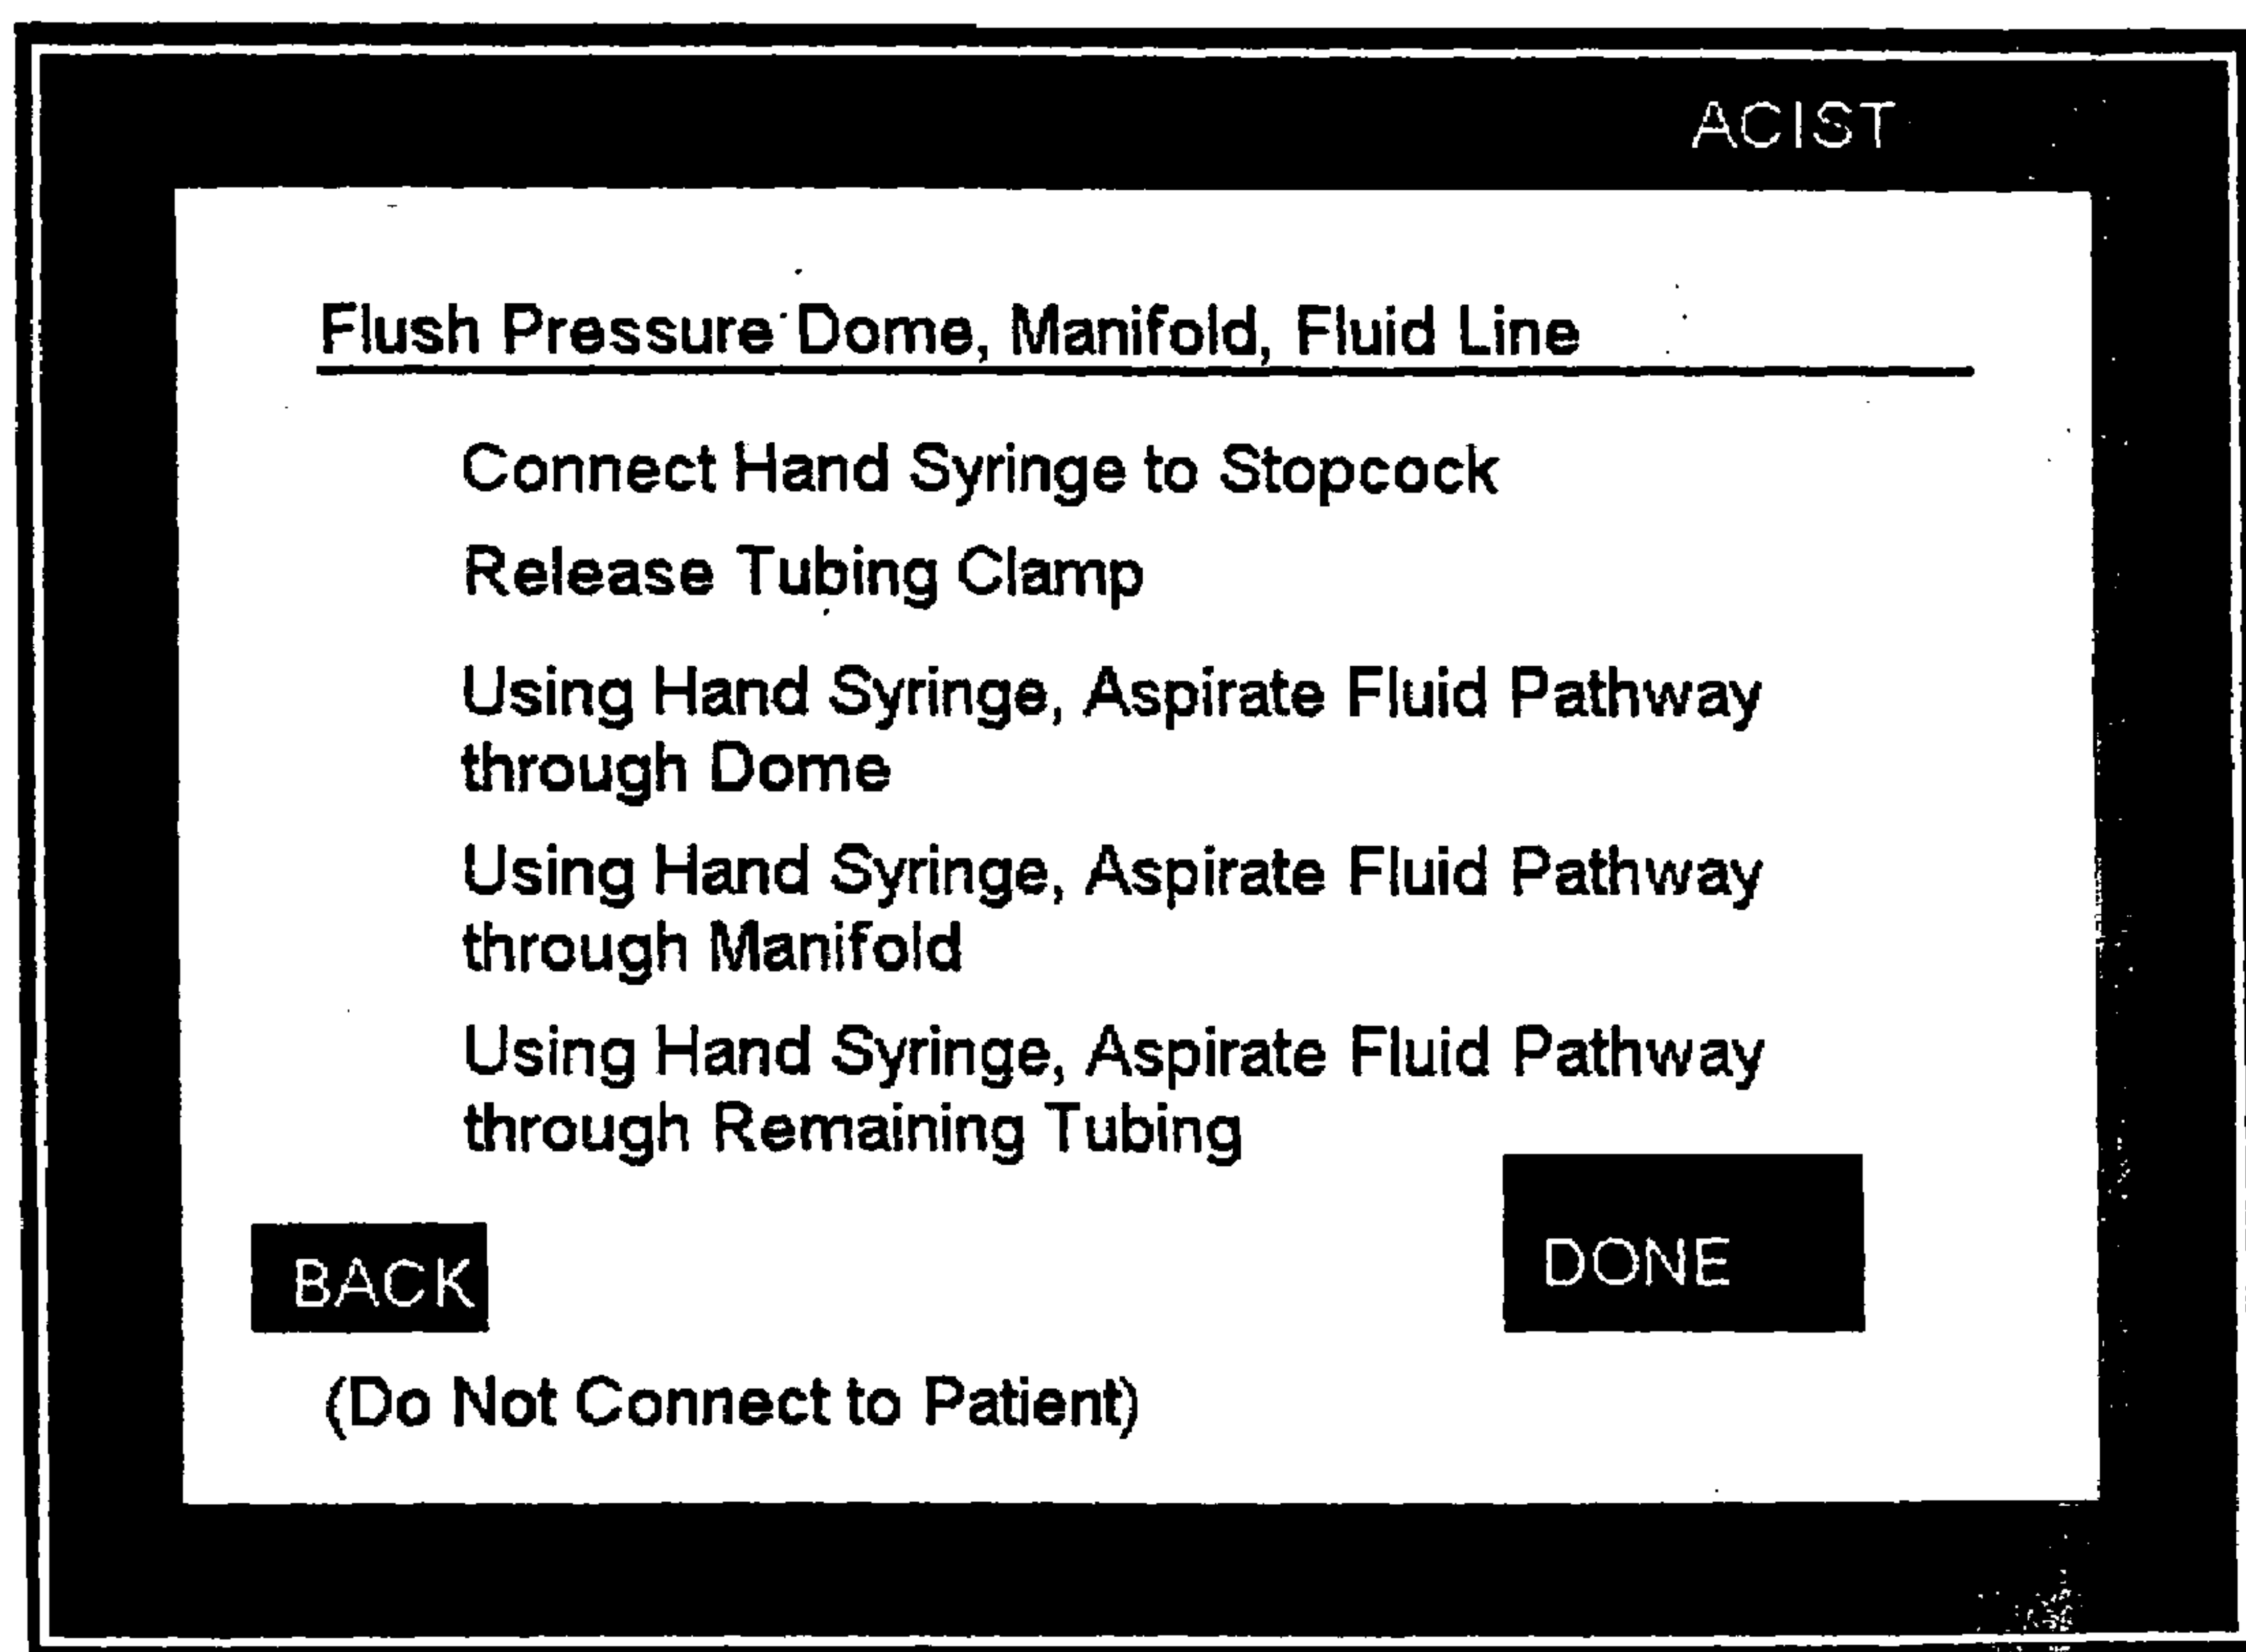 ACIST
Flush Pressure Dome, Manifold, Fluid Line
Connect Hand Syringe to Stopcock
Release Tubing Clamp
Using Hand Syringe, Aspirate Fluid Pathway
through Dome
Using Hand Syringe, Aspirate Fluid Pathway
through Manifold
Using Hand Syringe, Aspirate Fluid Pathway
through Remaining Tubing
BACK
DONE
(Do Not Connect to Patient)